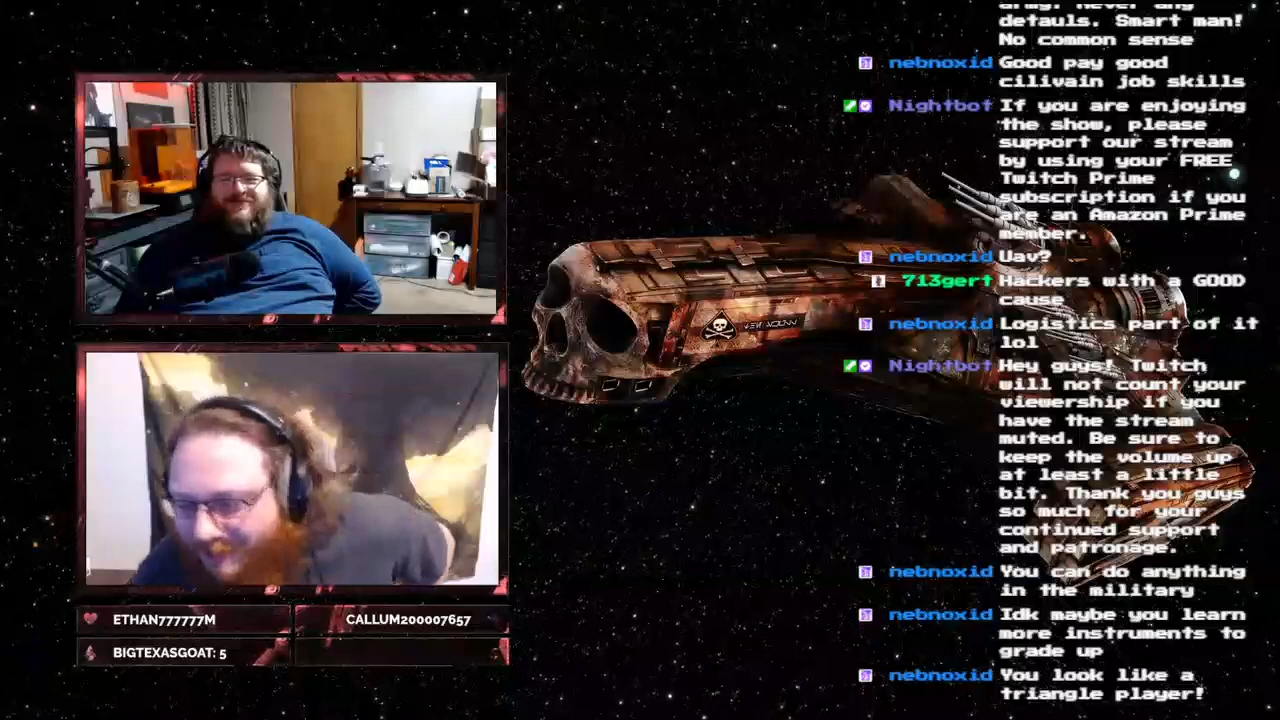 detauls. Smart man!
No common sense
nebnoxid Good pay good
cilivain job skills
Nightbot If you are enjoying
the show, please
support our stream
by using your FREE
Twitch Prime
subscription if you
are an Amazon Prime
member.
nebnoxid Uav?
713gert Hackers with a GOOD
cause
nebnoxid Logistics part of it
lol
Nightbot Hey guys! Twitch
will not count your
viewership if you
have the stream
muted. Be sure to
keep the volume up
at least a little
bit. Thank you guys
so much for your
continued support
and patronage.
nebnoxid You can do anything
in the military
nebnoxid Idk maybe you learn
more instruments to
grade up
nebnoxid You look like a
triangle player!
ETHAN777777M
CALLUM200007657
BIGTEXASGOAT: 5